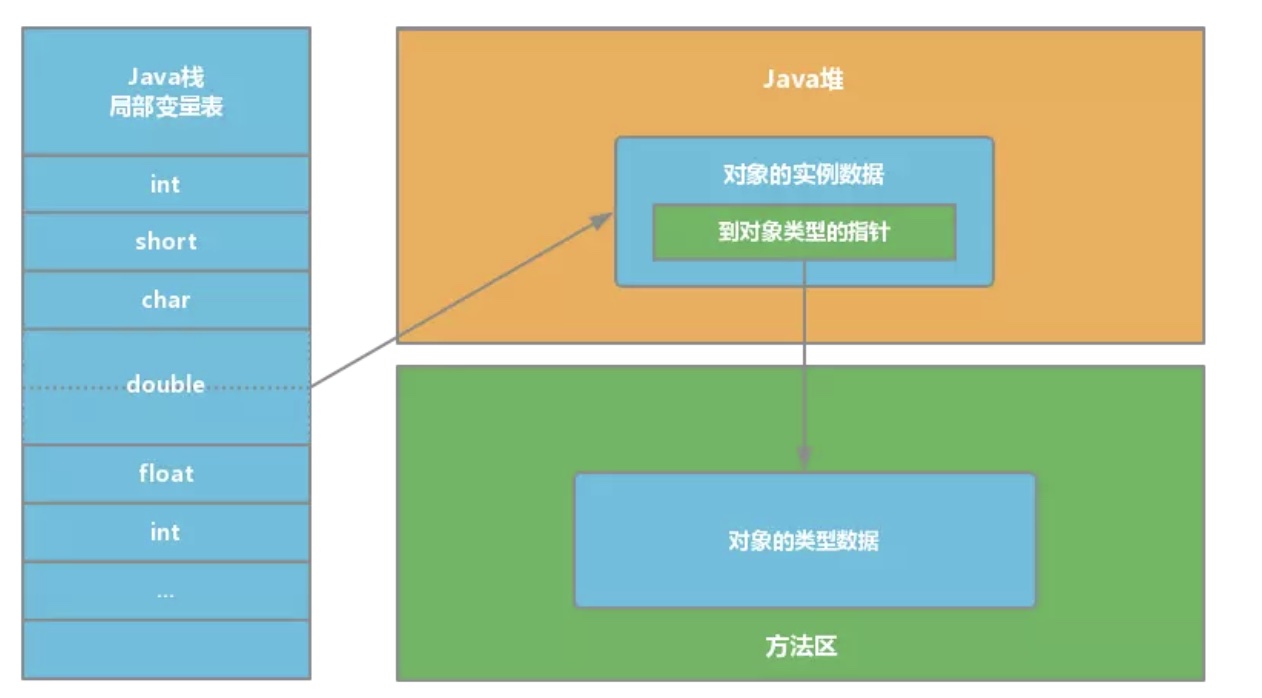 Java栈
局部变量表
int
short
char
double
float
int
...
Java堆
对象的实例数据
到对象类型的指针
对象的类型数据
方法区